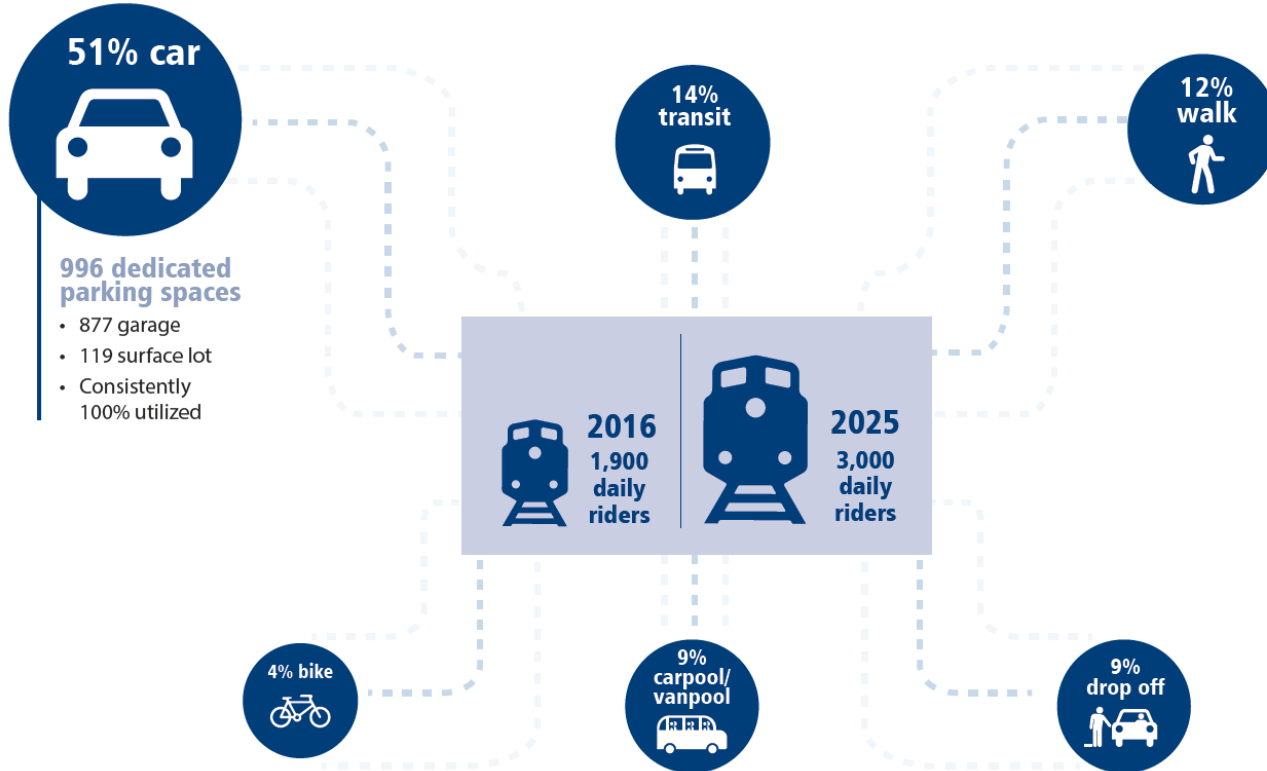 51% car
14%
transit
12%
walk
996 dedicated
parking spaces
• 877 garage
• 119 surface lot
• Consistently
100% utilized
2016
1,900
daily
riders
2025
3,000
daily
riders
4% bike
9%
carpool/
vanpool
9%
drop off